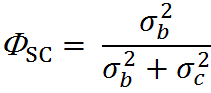 Φ_SC = σ_b^2 / (σ_b^2 + σ_c^2)